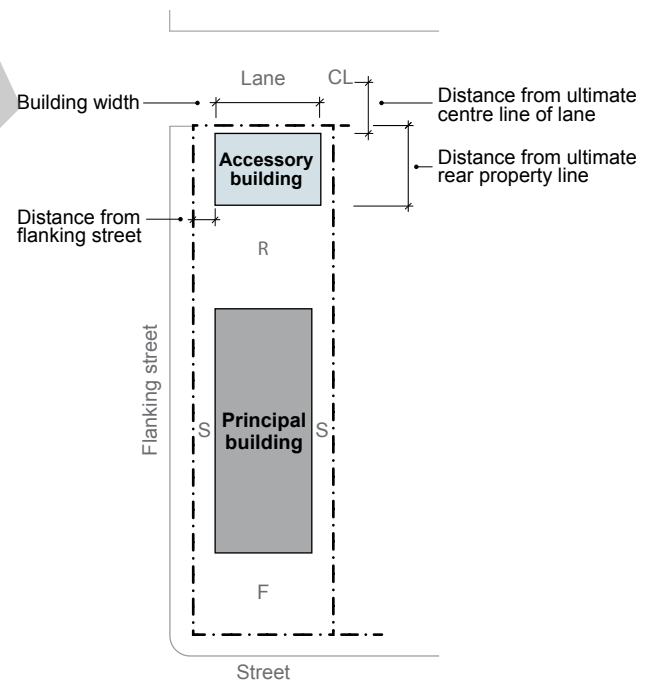 Lane
CL
Building width
Distance from ultimate
centre line of lane
Accessory
building
Distance from ultimate
rear property line
Distance from
flanking street
R
Flanking street
S
Principal
building
S
F
Street